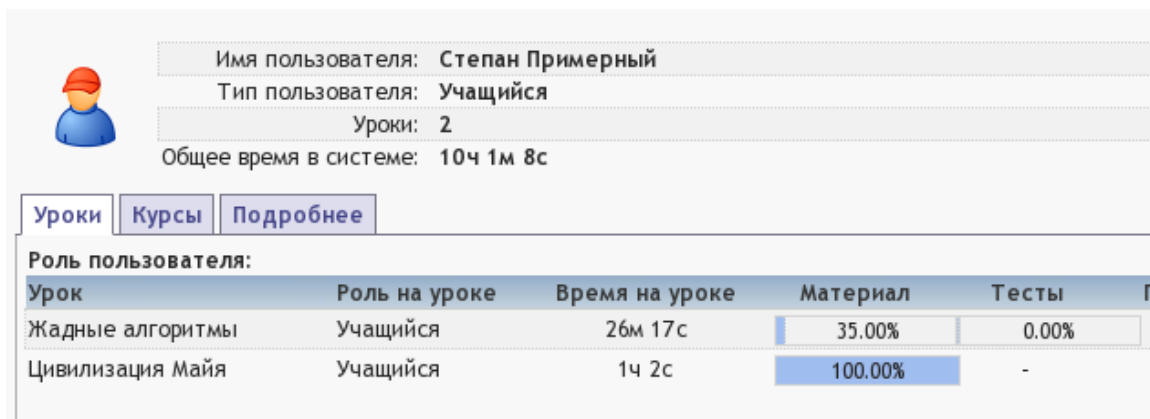 Имя пользователя: Степан Примерный
Тип пользователя: Учащийся
Уроки: 2
Общее время в системе: 10ч 1м 8с
Уроки Курсы Подробнее
Роль пользователя:
Урок Роль на уроке Время на уроке Материал Тесты
Жадные алгоритмы Учащийся 26м 17с 35.00% 0.00%
Цивилизация Майя Учащийся 1ч 2с 100.00% -